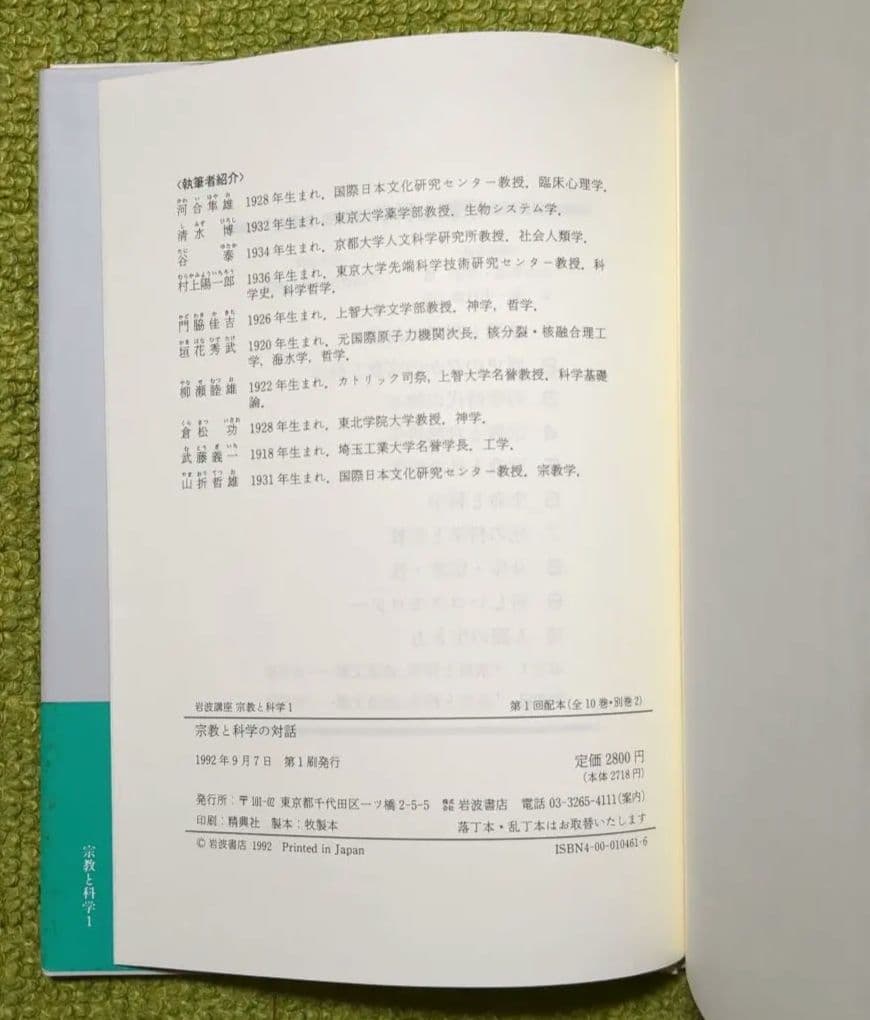 〈執筆者紹介〉
河合隼雄 1928年生まれ．国際日本文化研究センター教授．臨床心理学．
清水博 1932年生まれ．東京大学薬学部教授．生物システム学．
谷泰 1934年生まれ．京都大学人文科学研究所教授．社会人類学．
村上陽一郎 1936年生まれ．東京大学先端科学技術研究センター教授．科
学史，科学哲学．
門脇佳吉 1926年生まれ．上智大学文学部教授．神学，哲学．
垣花秀武 1920年生まれ．元国際原子力機関次長．核分裂・核融合理工
学，海水学，哲学．
柳瀬睦雄 1922年生まれ．カトリック司祭，上智大学名誉教授．科学基礎
論．
倉松功 1928年生まれ．東北学院大学教授．神学．
武藤義一 1918年生まれ．埼玉工業大学名誉学長．工学．
山折哲雄 1931年生まれ．国際日本文化研究センター教授．宗教学．
岩波講座 宗教と科学1 第1回配本(全10巻・別巻2)
宗教と科学の対話
1992年9月7日 第1刷発行 定価2800円
(本体2718円)
発行所：〒101-02 東京都千代田区一ツ橋2-5-5 株式会社 岩波書店 電話03-3265-4111(案内)
印刷：精興社 製本：牧製本 落丁本・乱丁本はお取替いたします
© 岩波書店 1992 Printed in Japan ISBN4-00-010461-6
宗教と科学1